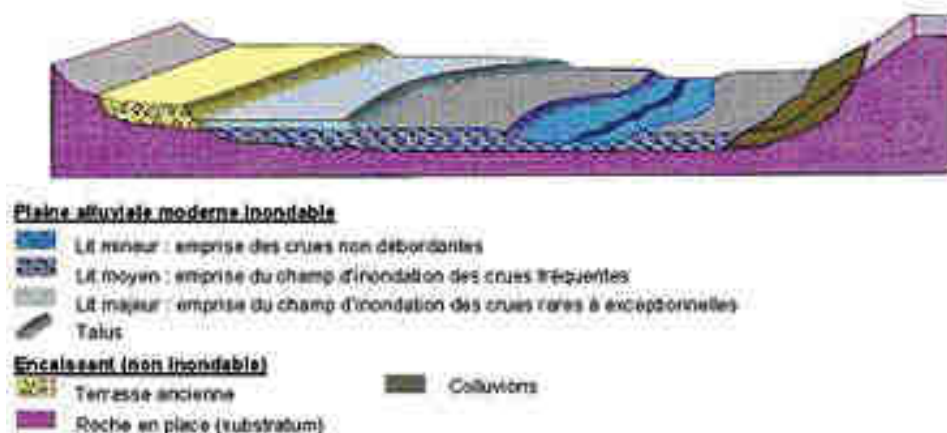 Plaine alluviale moderne inondable
Lit mineur : emprise des crues non débordantes
Lit moyen : emprise du champ d'inondation des crues fréquentes
Lit majeur : emprise du champ d'inondation des crues rares à exceptionnelles
Talus
Encaissant (non inondable)
Terrasse ancienne
Colluvions
Roche en place (substratum)